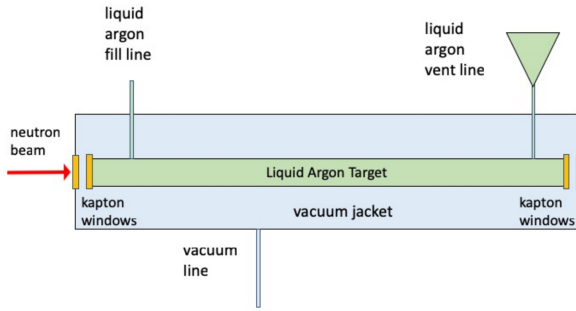 liquid
argon
fill line
liquid
argon
vent line
neutron
beam
Liquid Argon Target
kapton
windows
vacuum jacket
kapton
windows
vacuum
line